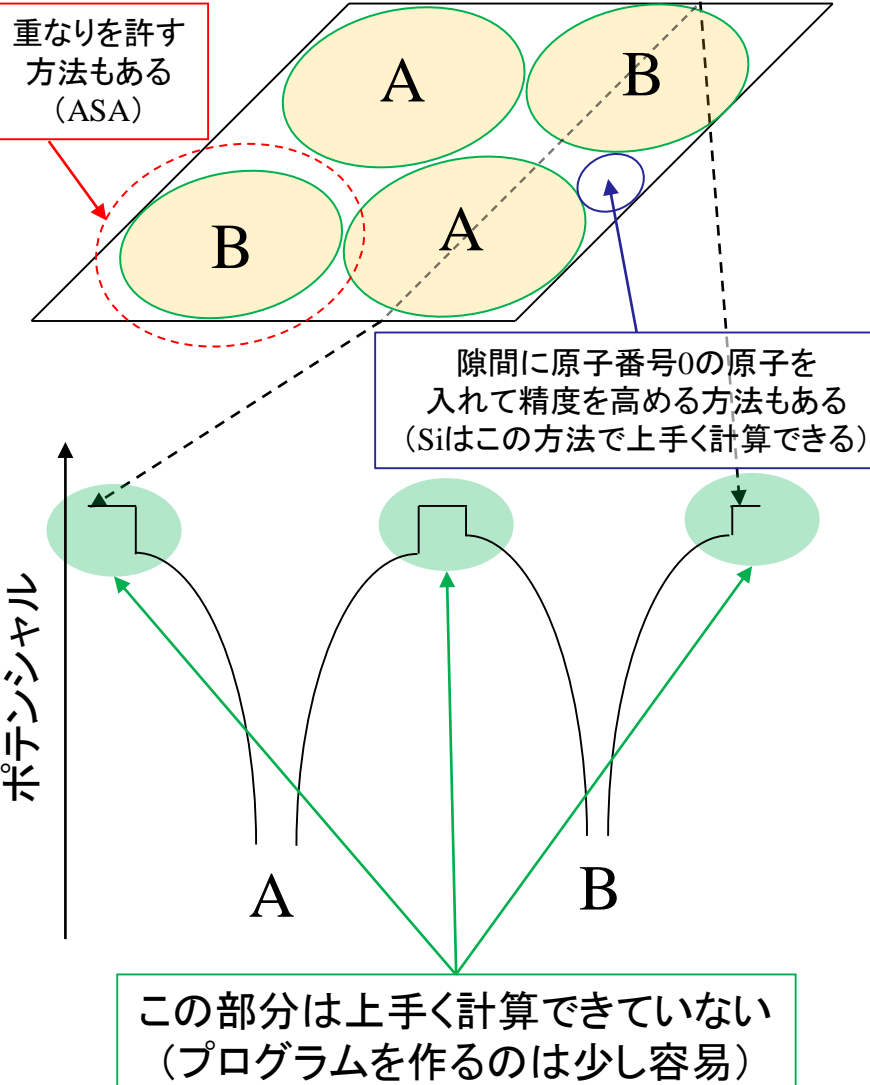 重なりを許す
方法もある
（ASA）
A
B
B
A
隙間に原子番号0の原子を
入れて精度を高める方法もある
（Siはこの方法で上手く計算できる）
ポテンシャル
A
B
この部分は上手く計算できていない
（プログラムを作るのは少し容易）